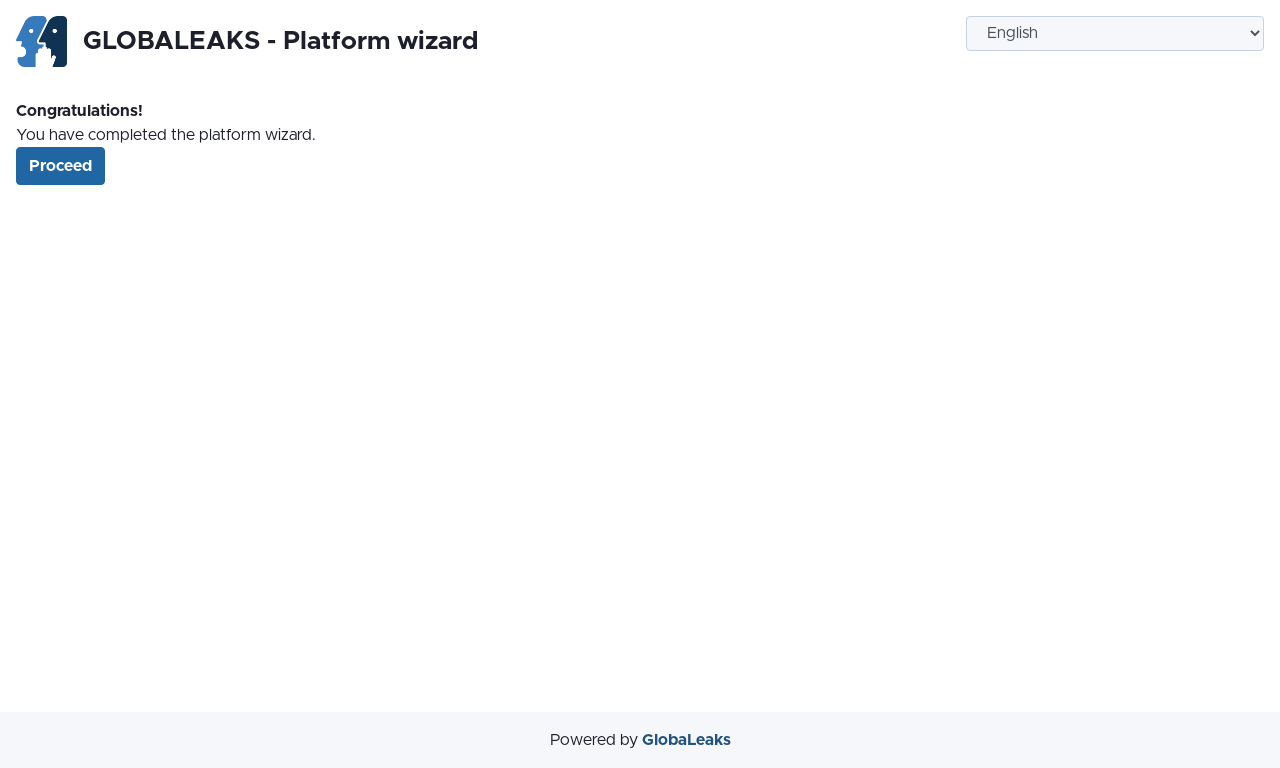 GLOBALEAKS - Platform wizard
English
Congratulations!
You have completed the platform wizard.
Proceed
Powered by GlobaLeaks